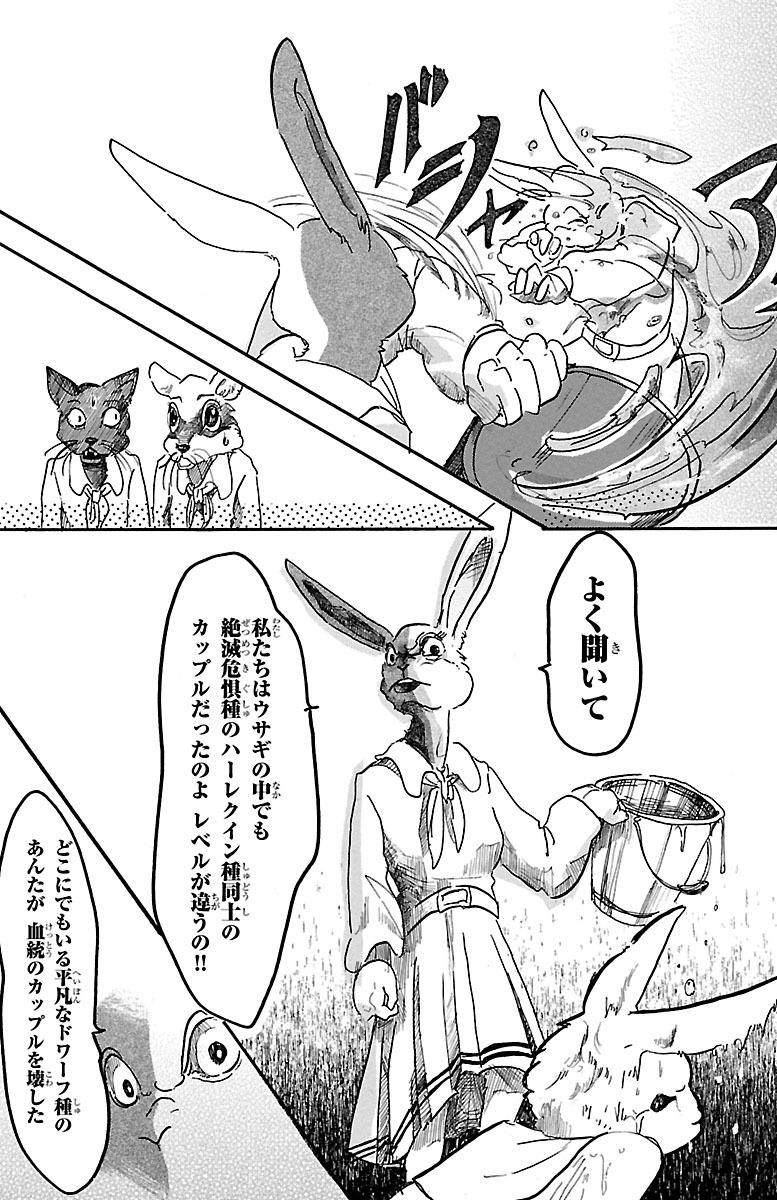 バシャ
よく聞いて
私たちはウサギの中でも
絶滅危惧種のハーレクイン種同士の
カップルだったのよ レベルが違うの!!
どこにでもいる平凡なドワーフ種の
あんたが 血統のカップルを壊した